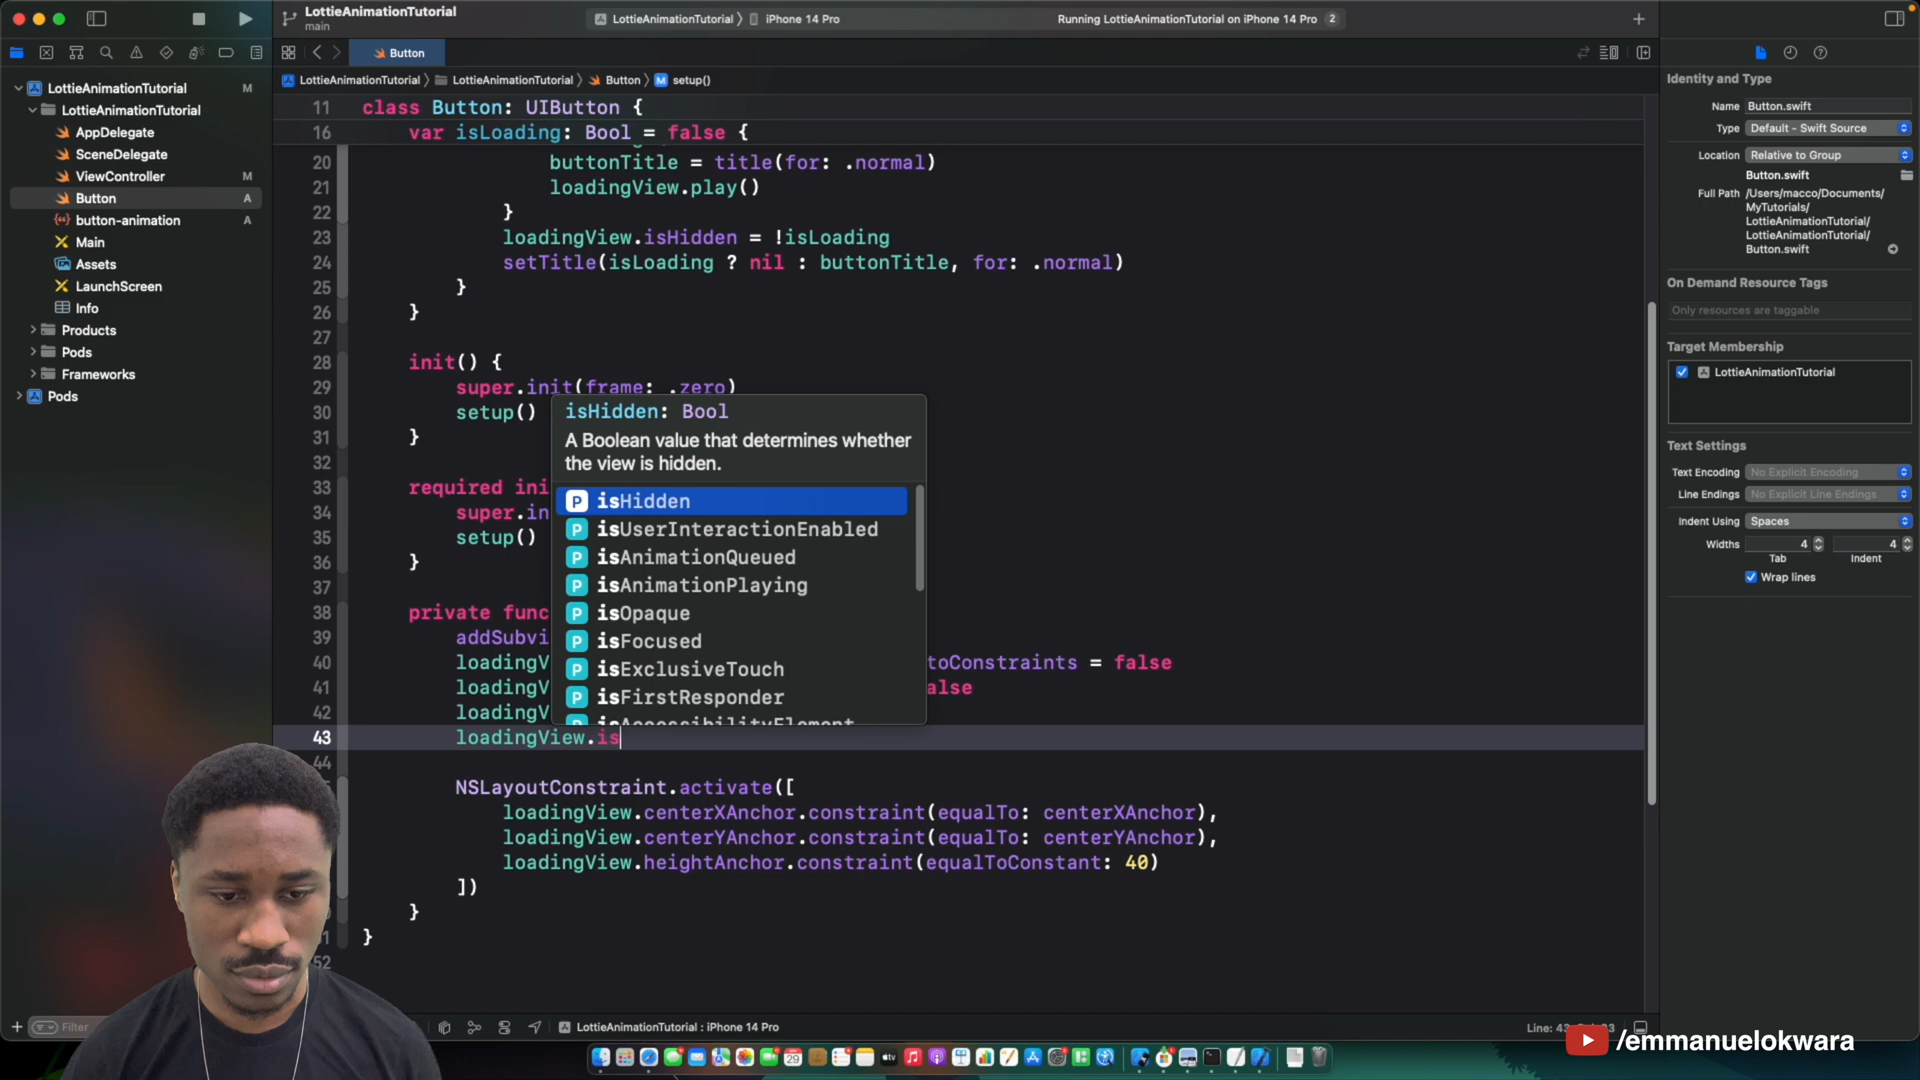 LottieAnimationTutorial
main
LottieAnimationTutorial
iPhone 14 Pro
Running LottieAnimationTutorial on iPhone 14 Pro
2
Button
LottieAnimationTutorial
LottieAnimationTutorial
Button
M
setup()
LottieAnimationTutorial
M
LottieAnimationTutorial
AppDelegate
SceneDelegate
ViewController
M
Button
A
button-animation
A
Main
Assets
LaunchScreen
Info
Products
Pods
Frameworks
Pods
11 class Button: UIButton {
16 var isLoading: Bool = false {
20 buttonTitle = title(for: .normal)
21 loadingView.play()
22 }
23 loadingView.isHidden = !isLoading
24 setTitle(isLoading ? nil : buttonTitle, for: .normal)
25 }
26 }
27
28 init() {
29 super.init(frame: .zero)
30 setup()
31 }
32
33 required ini
34 super.in
35 setup()
36 }
37
38 private func
39 addSubvi
40 loadingV toConstraints = false
41 loadingV alse
42 loadingV
43 loadingView.is
44
NSLayoutConstraint.activate([
loadingView.centerXAnchor.constraint(equalTo: centerXAnchor),
loadingView.centerYAnchor.constraint(equalTo: centerYAnchor),
loadingView.heightAnchor.constraint(equalToConstant: 40)
])
}
}
52
isHidden: Bool
A Boolean value that determines whether
the view is hidden.
P isHidden
P isUserInteractionEnabled
P isAnimationQueued
P isAnimationPlaying
P isOpaque
P isFocused
P isExclusiveTouch
P isFirstResponder
P isAccessibilityElement
Identity and Type
Name Button.swift
Type Default - Swift Source
Location Relative to Group
Button.swift
Full Path /Users/macco/Documents/
MyTutorials/
LottieAnimationTutorial/
LottieAnimationTutorial/
Button.swift
On Demand Resource Tags
Only resources are taggable
Target Membership
LottieAnimationTutorial
Text Settings
Text Encoding No Explicit Encoding
Line Endings No Explicit Line Endings
Indent Using Spaces
Widths 4 4
Tab Indent
Wrap lines
Filter
LottieAnimationTutorial : iPhone 14 Pro
Line: 43
/emmanuelokwara
29
tv